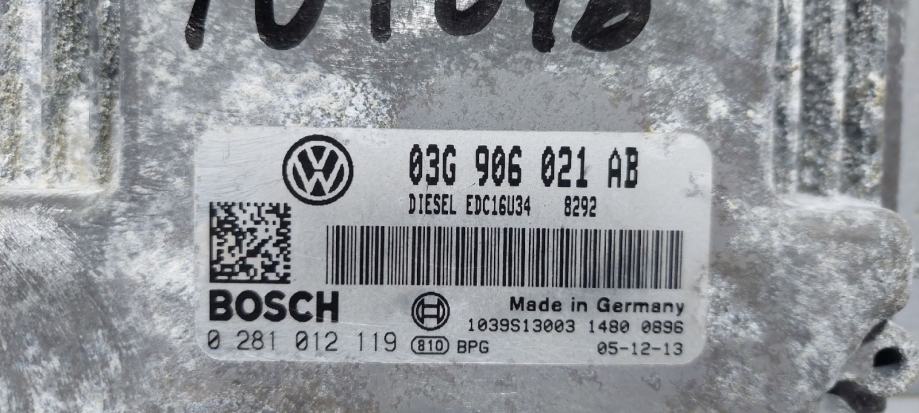 03G 906 021 AB
DIESEL EDC16U34 8292
BOSCH
Made in Germany
1039S13003 1480 0896
0 281 012 119 810 BPG 05-12-13